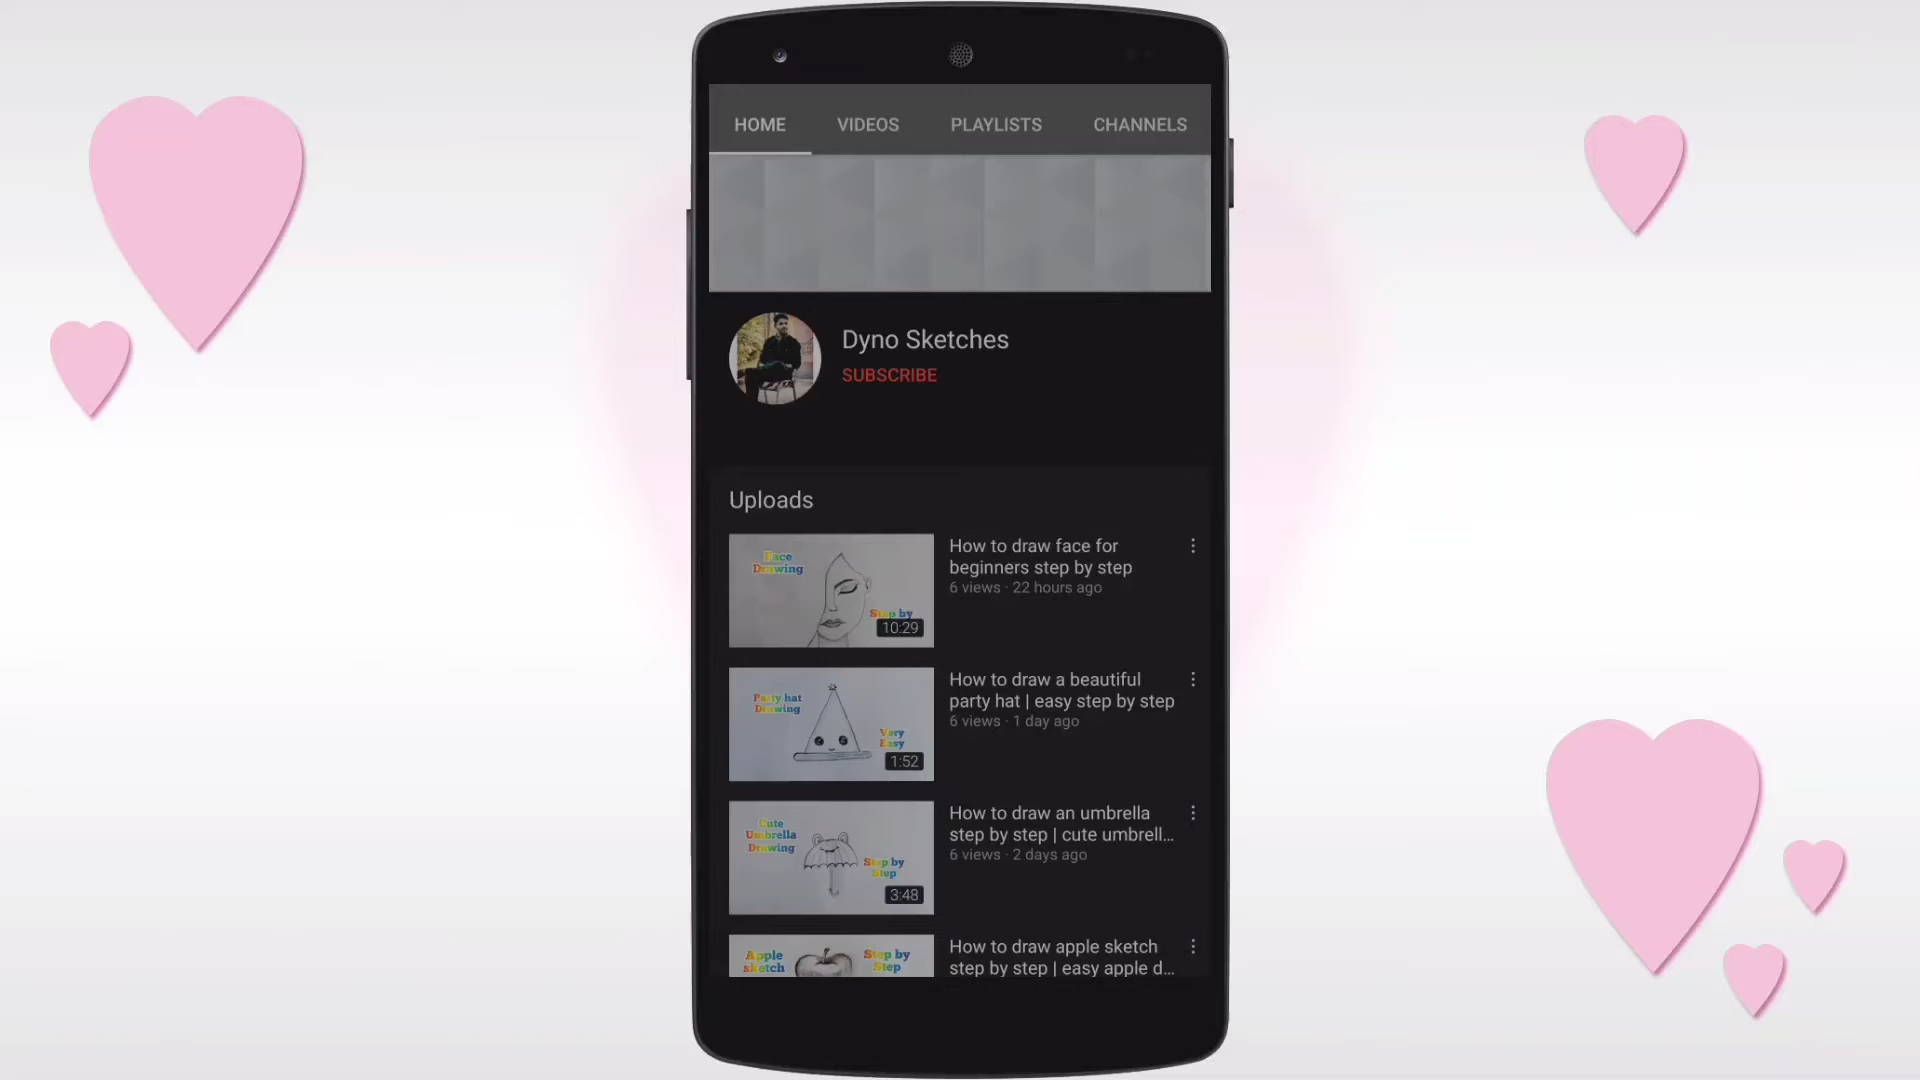 HOME VIDEOS PLAYLISTS CHANNELS
Dyno Sketches
SUBSCRIBE
Uploads
Face
Drawing
Step by
10:29
How to draw face for
beginners step by step
6 views · 22 hours ago
Party hat
Drawing
Very
Easy
1:52
How to draw a beautiful
party hat | easy step by step
6 views · 1 day ago
Cute
Umbrella
Drawing
Step by
Step
3:48
How to draw an umbrella
step by step | cute umbrell...
6 views · 2 days ago
Apple
sketch
Step by
Step
How to draw apple sketch
step by step | easy apple d...